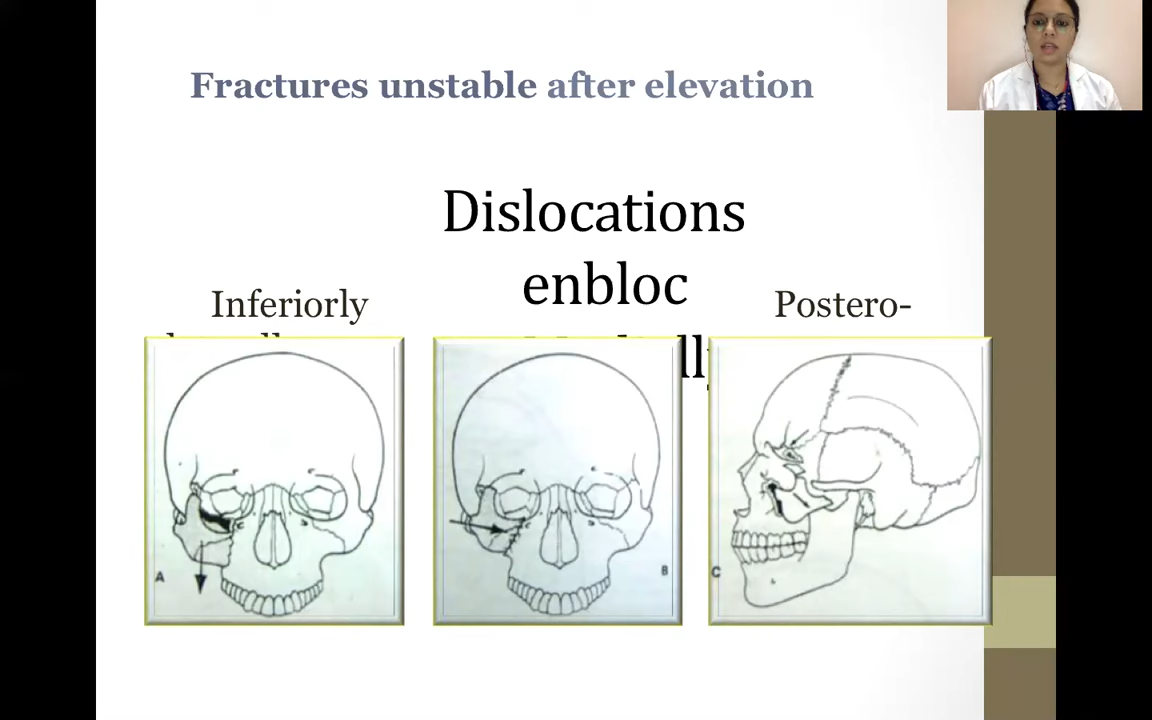 Fractures unstable after elevation
Dislocations
enbloc
Inferiorly
Postero-
A
B
C